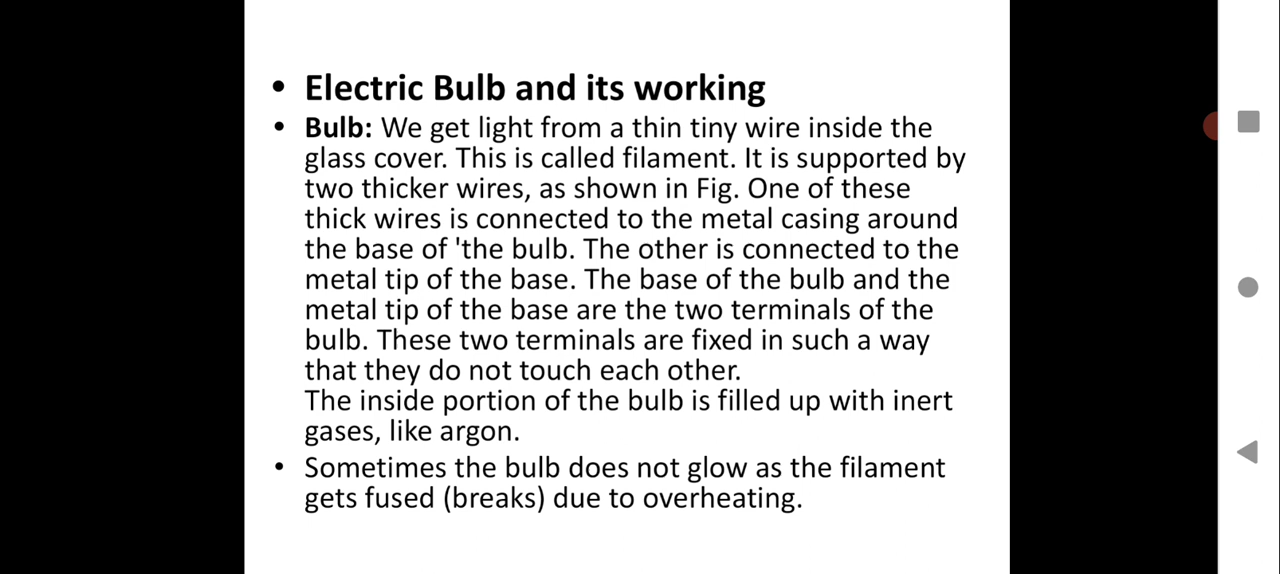 • Electric Bulb and its working
• Bulb: We get light from a thin tiny wire inside the
glass cover. This is called filament. It is supported by
two thicker wires, as shown in Fig. One of these
thick wires is connected to the metal casing around
the base of 'the bulb. The other is connected to the
metal tip of the base. The base of the bulb and the
metal tip of the base are the two terminals of the
bulb. These two terminals are fixed in such a way
that they do not touch each other.
The inside portion of the bulb is filled up with inert
gases, like argon.
• Sometimes the bulb does not glow as the filament
gets fused (breaks) due to overheating.